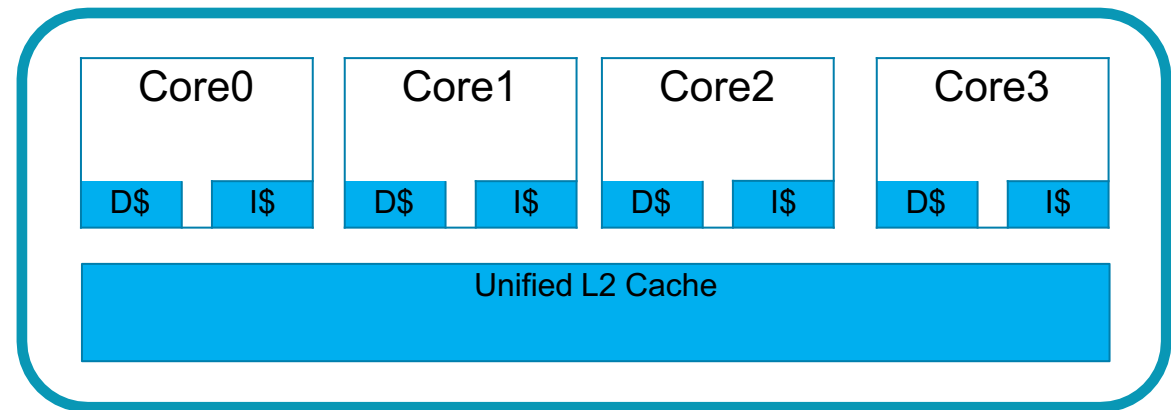 Core0 Core1 Core2 Core3
D$ I$ D$ I$ D$ I$ D$ I$
Unified L2 Cache